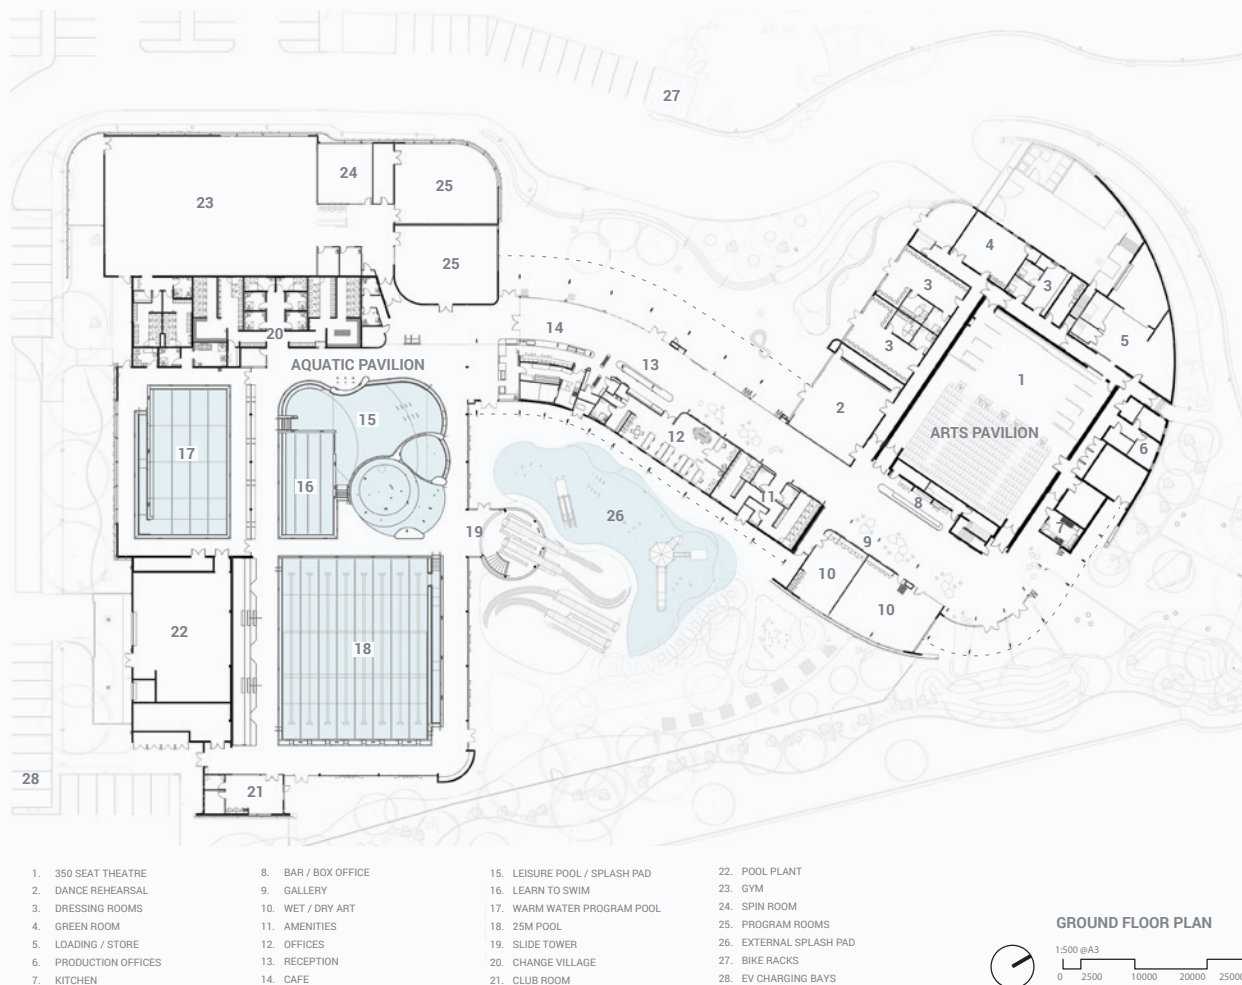 27
24
25
23
25
4
3
3
14
20
5
13
3
AQUATIC PAVILION
1
2
15
ARTS PAVILION
12
6
17
16
11
8
26
7
19
9
10
10
22
18
28
21
1. 350 SEAT THEATRE
2. DANCE REHEARSAL
3. DRESSING ROOMS
4. GREEN ROOM
5. LOADING / STORE
6. PRODUCTION OFFICES
7. KITCHEN
8. BAR / BOX OFFICE
9. GALLERY
10. WET / DRY ART
11. AMENITIES
12. OFFICES
13. RECEPTION
14. CAFE
15. LEISURE POOL / SPLASH PAD
16. LEARN TO SWIM
17. WARM WATER PROGRAM POOL
18. 25M POOL
19. SLIDE TOWER
20. CHANGE VILLAGE
21. CLUB ROOM
22. POOL PLANT
23. GYM
24. SPIN ROOM
25. PROGRAM ROOMS
26. EXTERNAL SPLASH PAD
27. BIKE RACKS
28. EV CHARGING BAYS
GROUND FLOOR PLAN
1:500 @A3
0 2500 10000 20000 25000